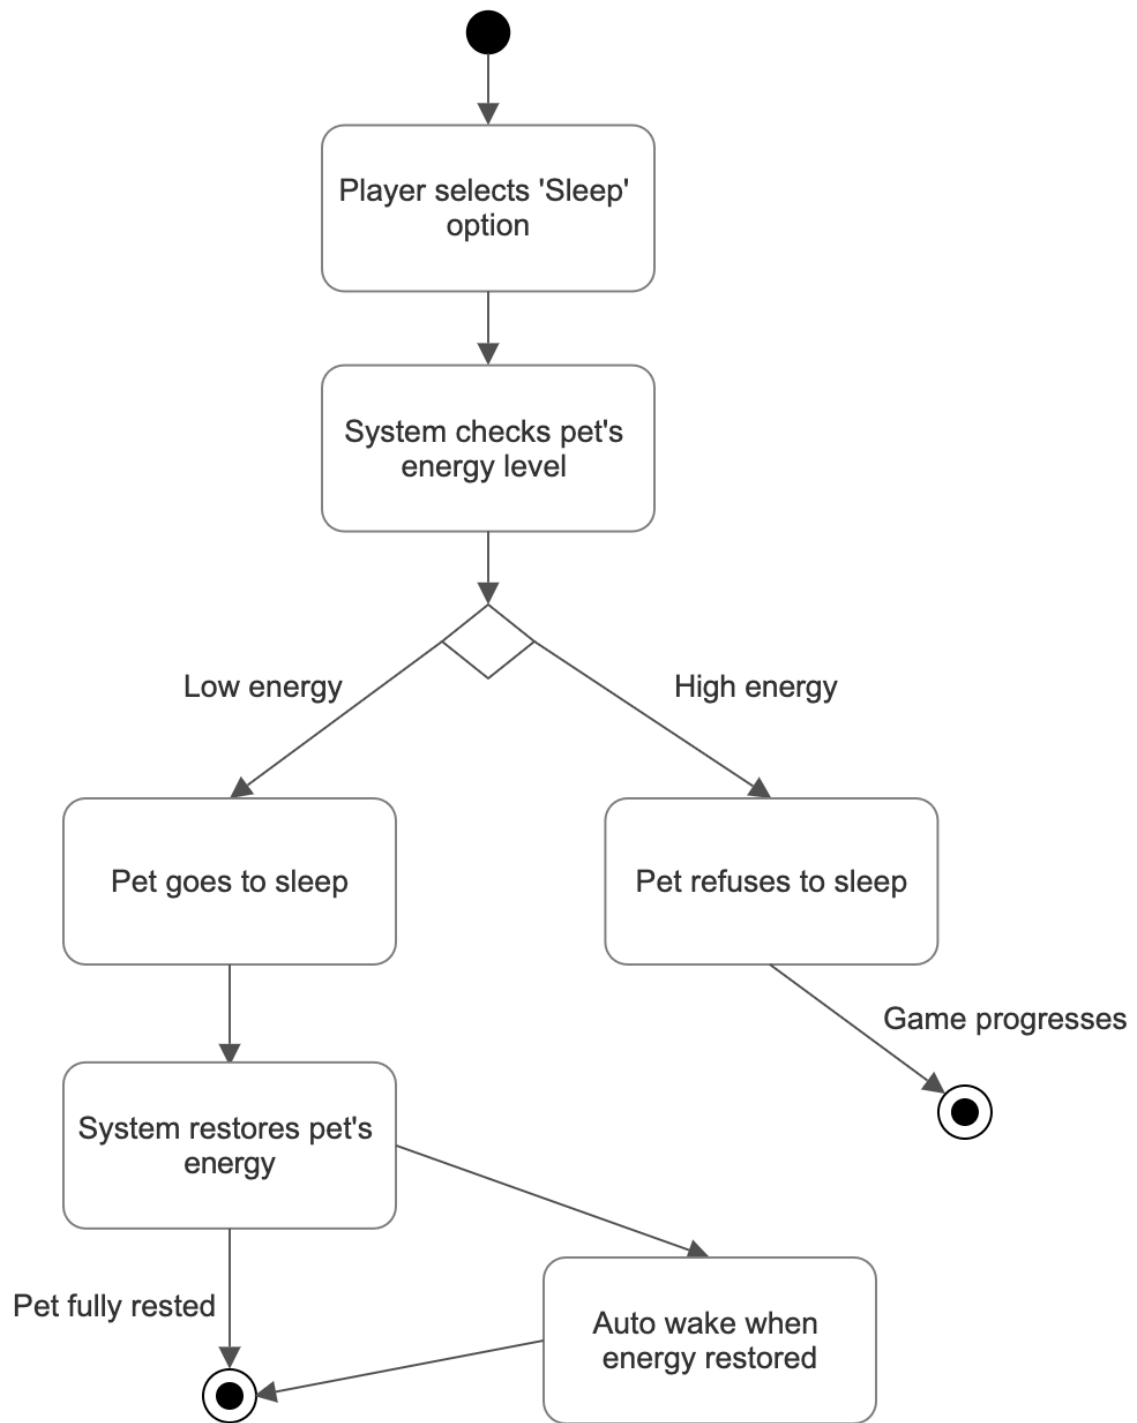 Player selects 'Sleep'
option
System checks pet's
energy level
Low energy
High energy
Pet goes to sleep
Pet refuses to sleep
Game progresses
System restores pet's
energy
Pet fully rested
Auto wake when
energy restored